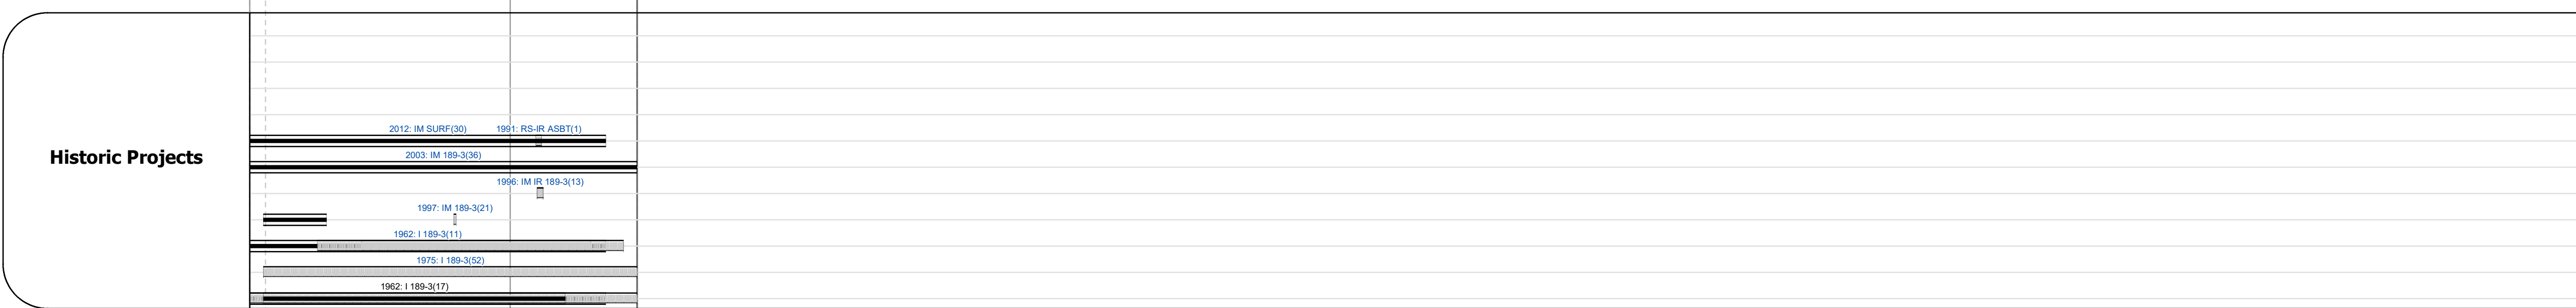 2012: IM SURF(30)
1991: RS-IR ASBT(1)
2003: IM 189-3(36)
Historic Projects
1996: IM IR 189-3(13)
1997: IM 189-3(21)
1962: I 189-3(11)
1975: I 189-3(52)
1962: I 189-3(17)